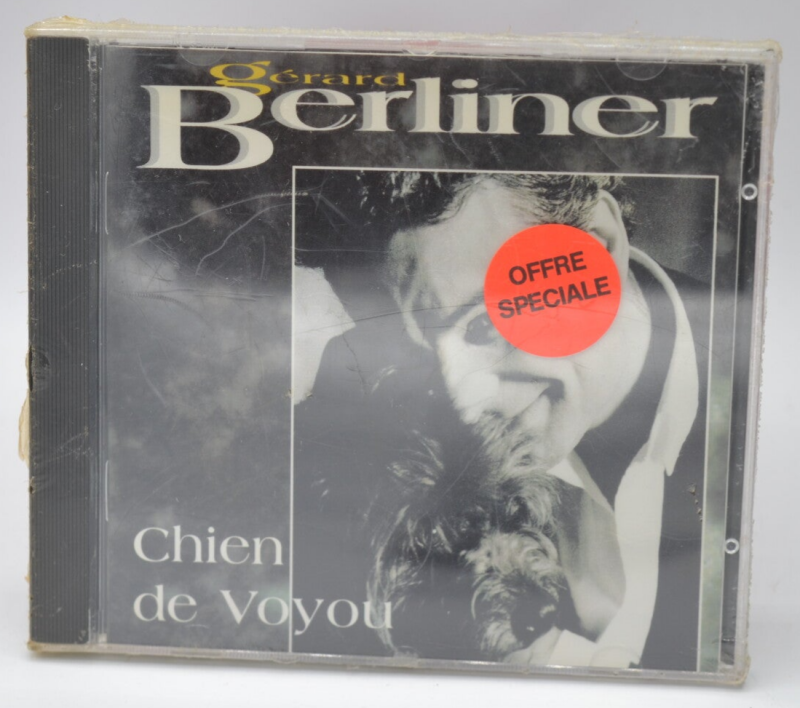 gérard
Berliner
OFFRE
SPECIALE
Chien
de Voyou